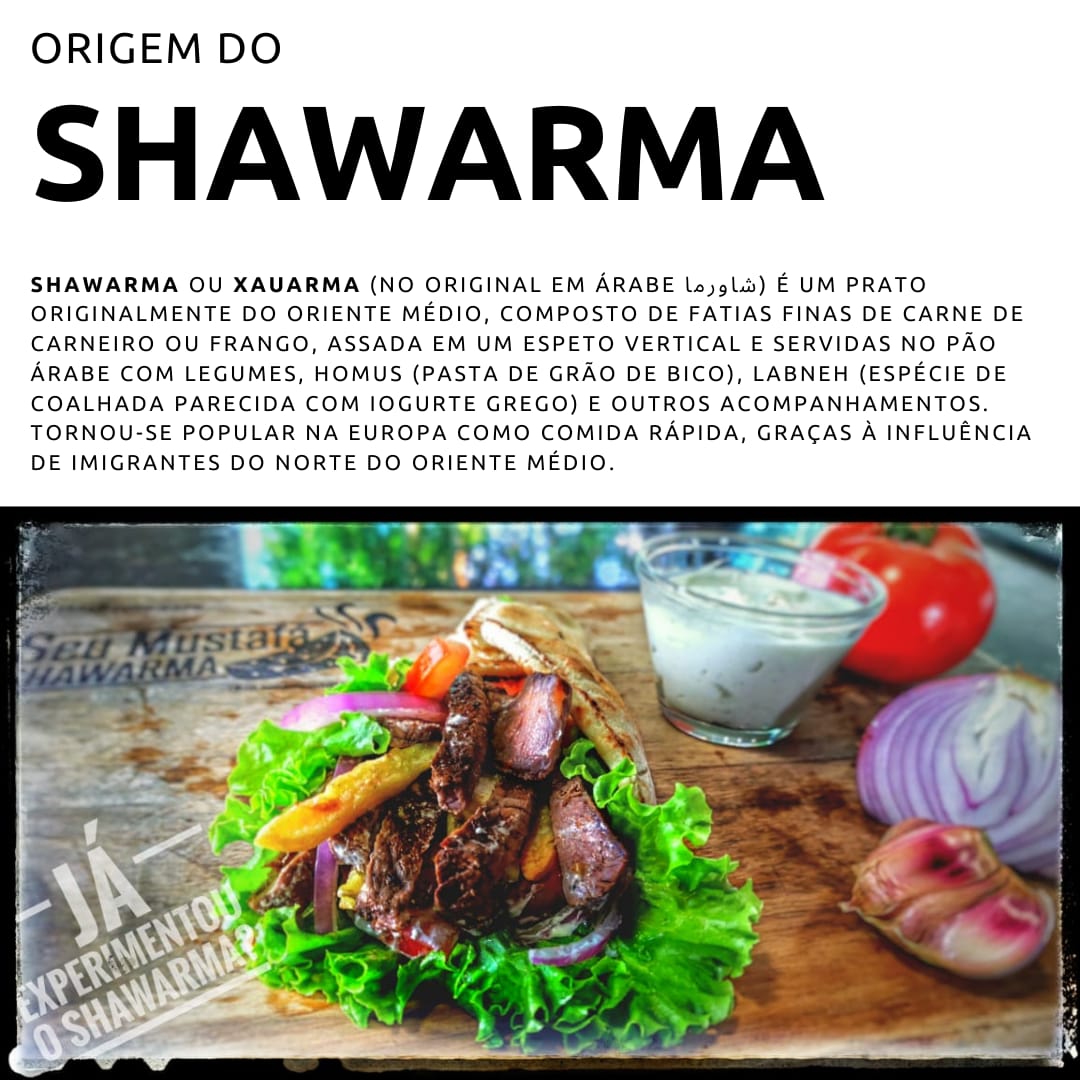 ORIGEM DO
SHAWARMA
SHAWARMA OU XAUARMA (NO ORIGINAL EM ÁRABE شاورما) É UM PRATO
ORIGINALMENTE DO ORIENTE MÉDIO, COMPOSTO DE FATIAS FINAS DE CARNE DE
CARNEIRO OU FRANGO, ASSADA EM UM ESPETO VERTICAL E SERVIDAS NO PÃO
ÁRABE COM LEGUMES, HOMUS (PASTA DE GRÃO DE BICO), LABNEH (ESPÉCIE DE
COALHADA PARECIDA COM IOGURTE GREGO) E OUTROS ACOMPANHAMENTOS.
TORNOU-SE POPULAR NA EUROPA COMO COMIDA RÁPIDA, GRAÇAS À INFLUÊNCIA
DE IMIGRANTES DO NORTE DO ORIENTE MÉDIO.
Seu Mustafá
HAWARMA
JÁ
EXPERIMENTOU
O SHAWARMA?